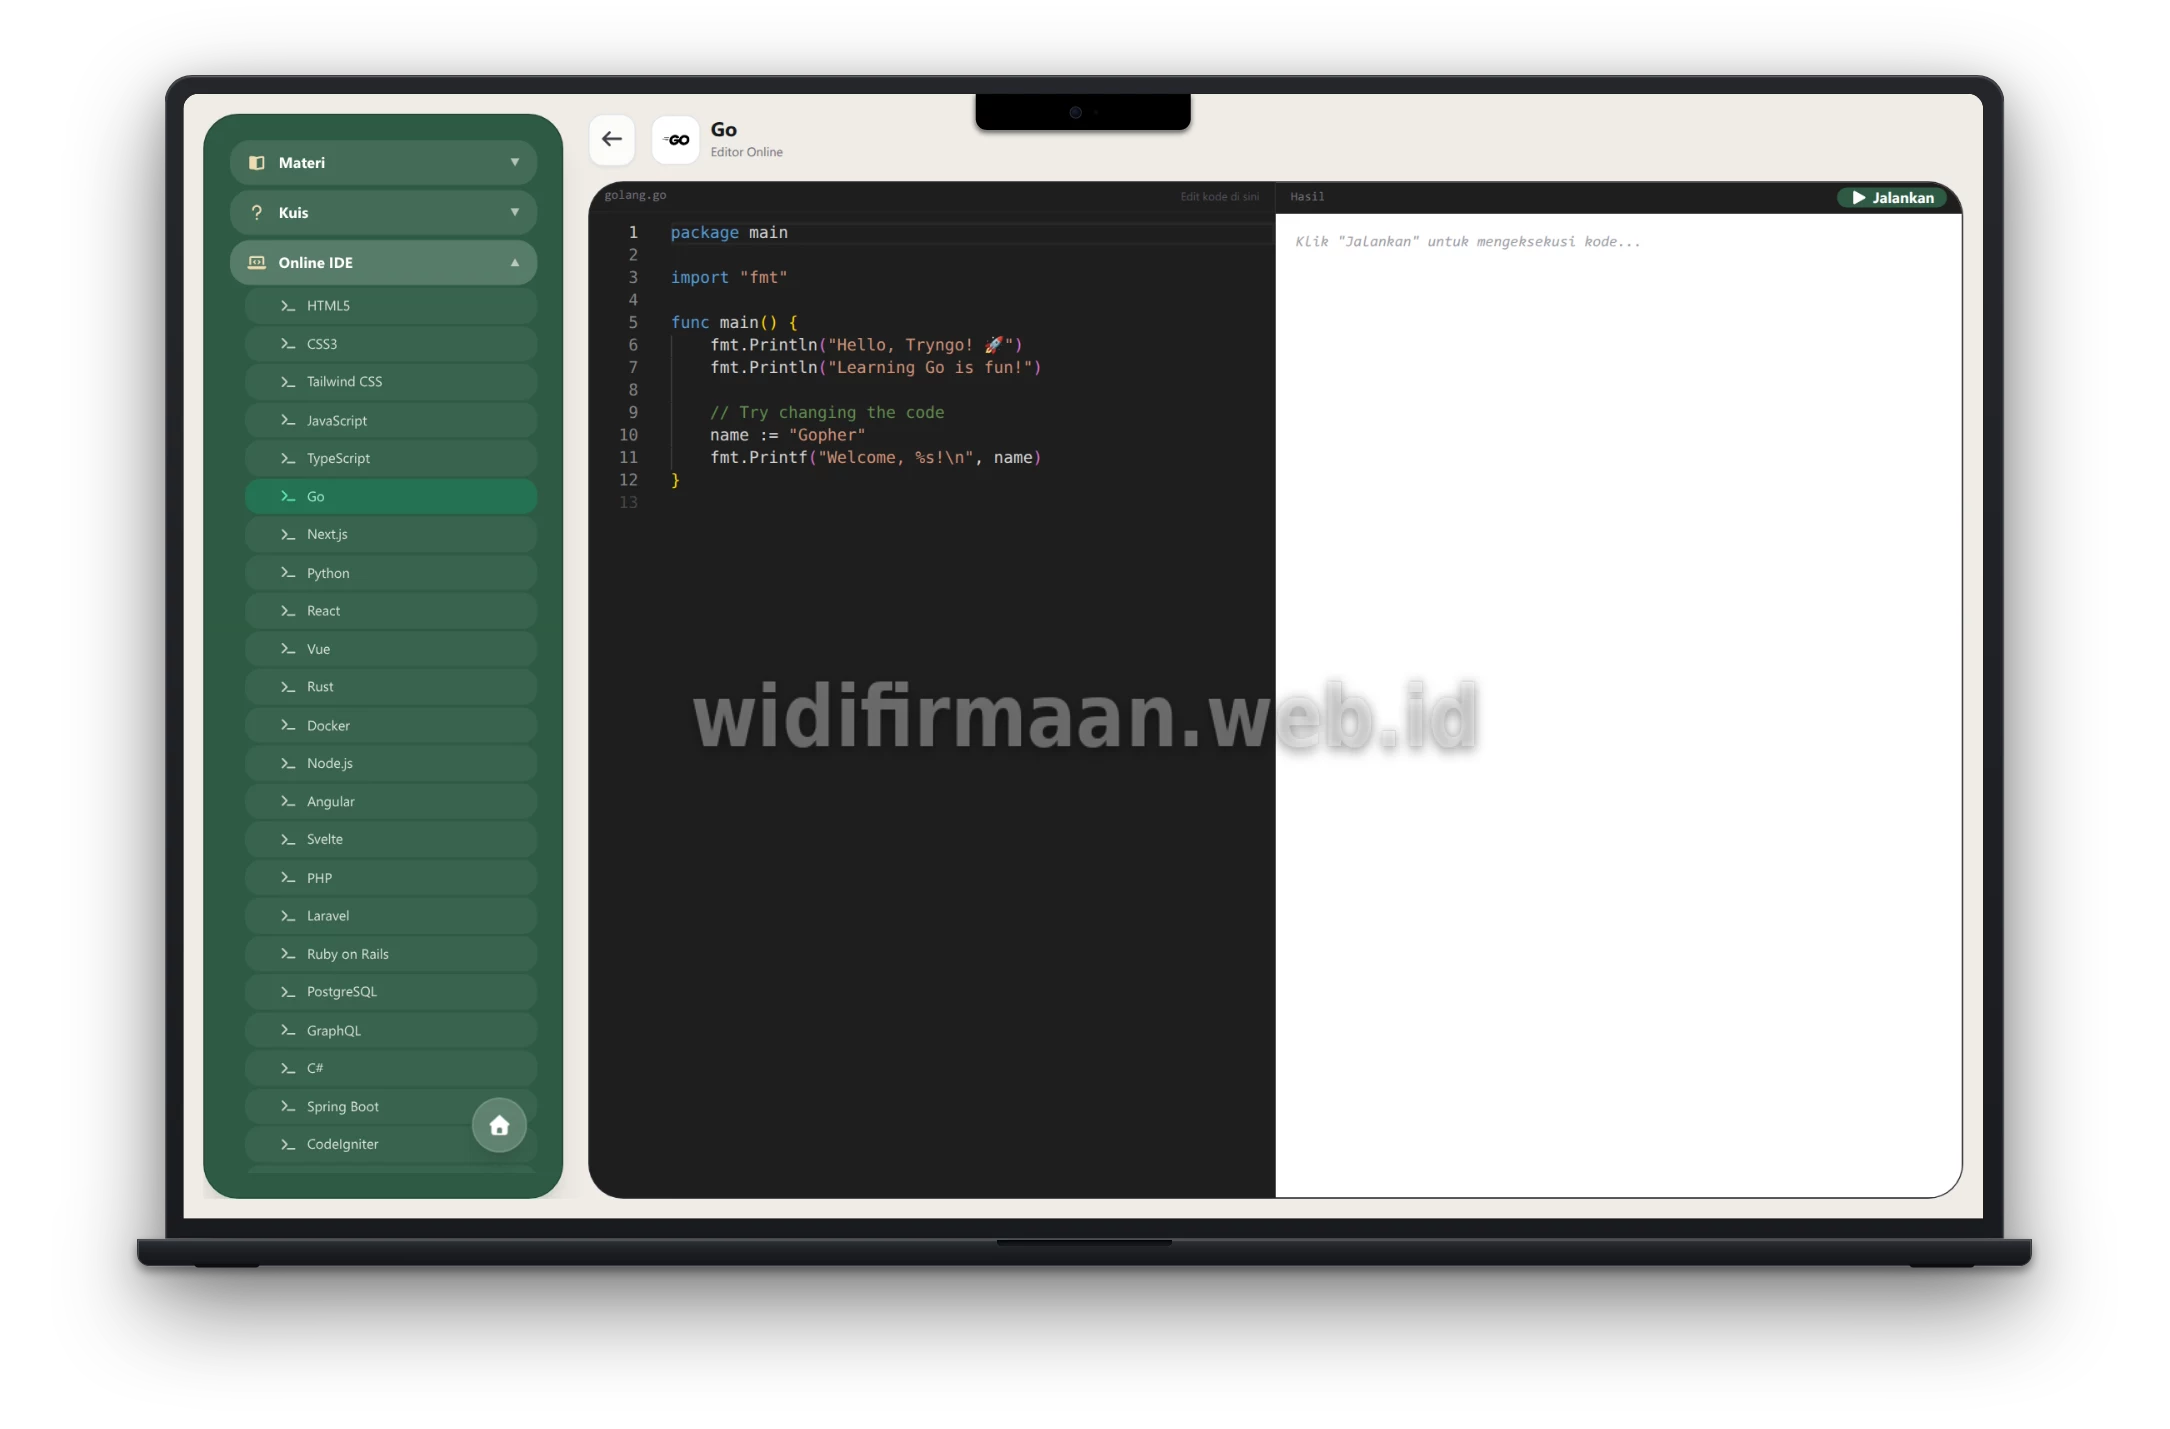 Materi ▼
Kuis ▼
Online IDE ▲
HTML5
CSS3
Tailwind CSS
JavaScript
TypeScript
Go
Next.js
Python
React
Vue
Rust
Docker
Node.js
Angular
Svelte
PHP
Laravel
Ruby on Rails
PostgreSQL
GraphQL
C#
Spring Boot
CodeIgniter
GO
Go
Editor Online
golang.go
Edit kode di sini
1 package main
2
3 import "fmt"
4
5 func main() {
6 fmt.Println("Hello, Tryngo! 🚀")
7 fmt.Println("Learning Go is fun!")
8
9 // Try changing the code
10 name := "Gopher"
11 fmt.Printf("Welcome, %s!\n", name)
12 }
13
Hasil
Jalankan
Klik "Jalankan" untuk mengeksekusi kode...
widifirmaan.web.id